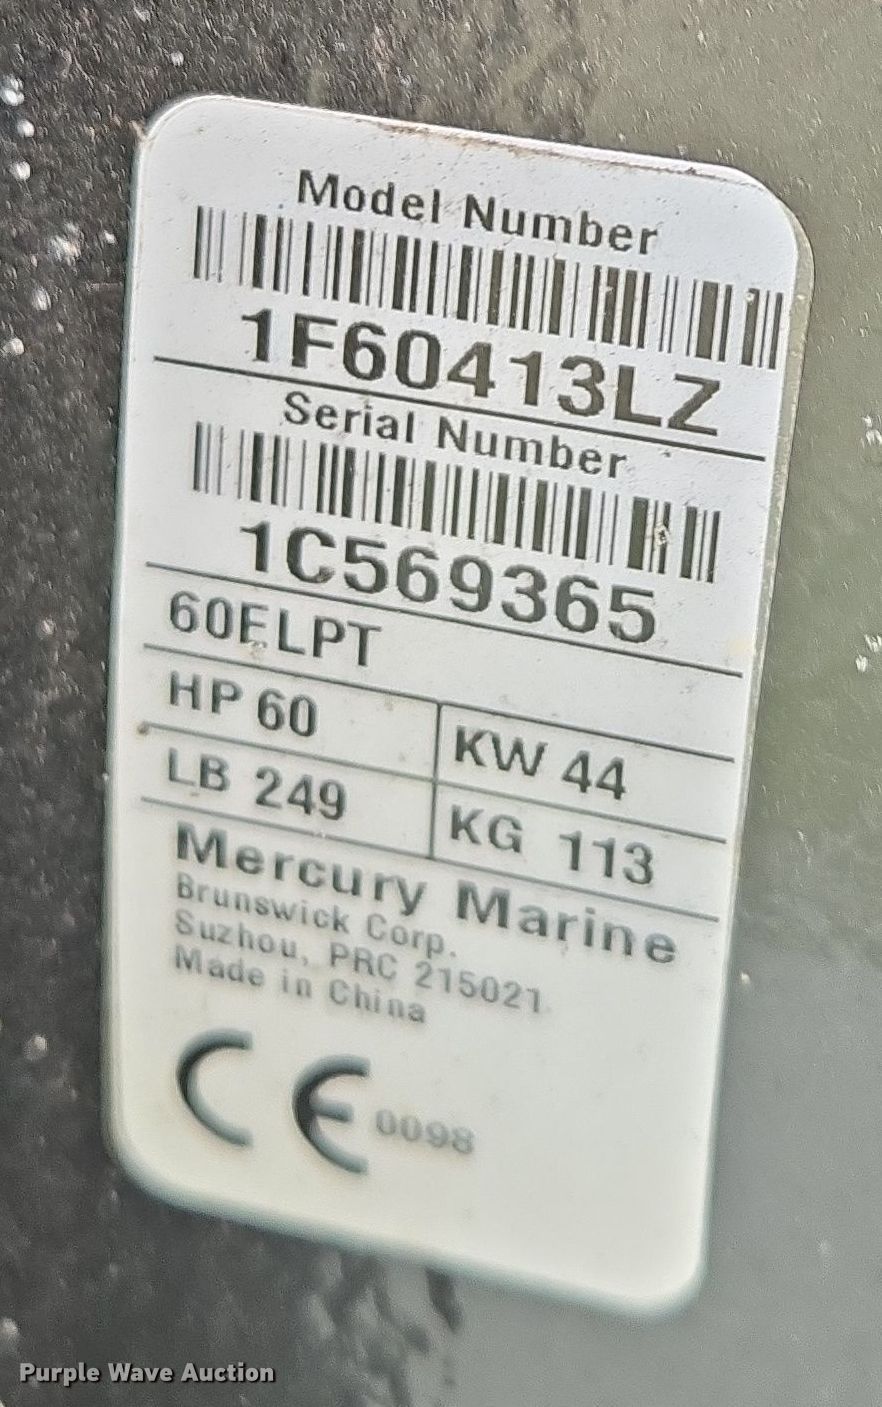 Model Number
1F60413LZ
Serial Number
1C569365
60ELPT
HP 60
KW 44
LB 249
KG 113
Mercury Marine
Brunswick Corp.
Suzhou, PRC 215021
Made in China
CE 0098
Purple Wave Auction